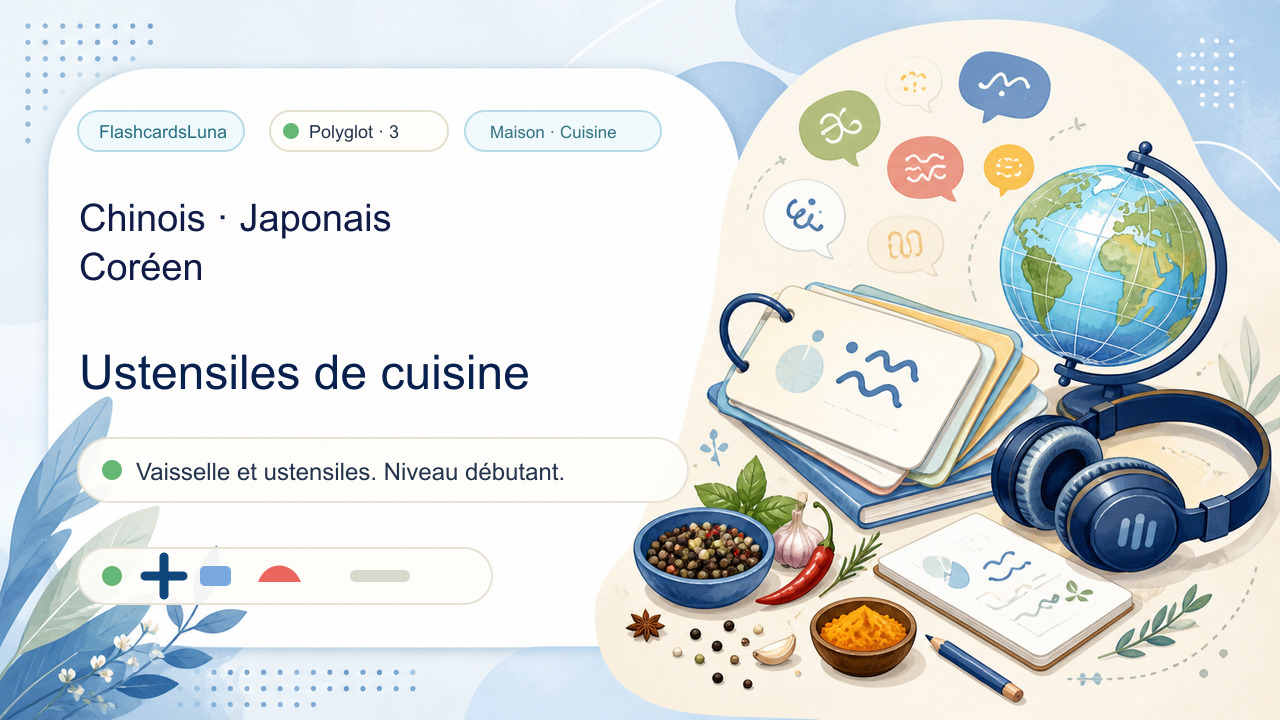 FlashcardsLuna
Polyglot · 3
Maison · Cuisine
Chinois · Japonais
Coréen
Ustensiles de cuisine
Vaisselle et ustensiles. Niveau débutant.